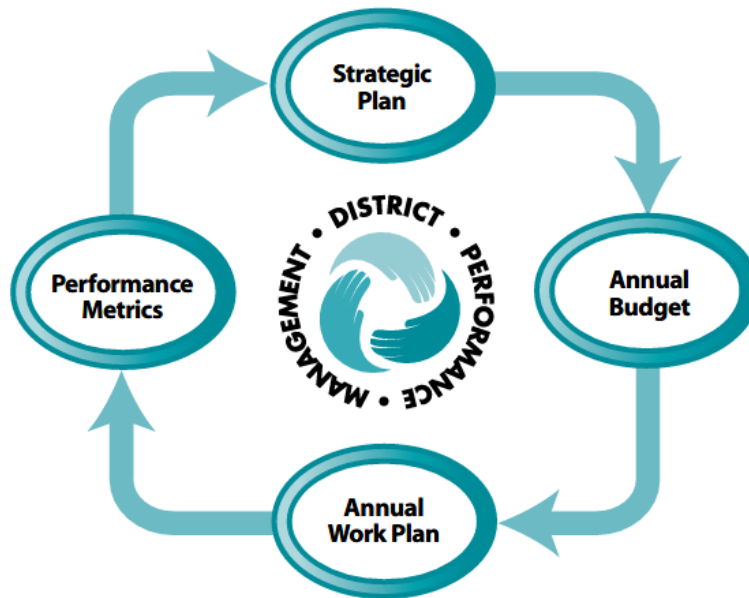 Strategic
Plan
• DISTRICT • PERFORMANCE • MANAGEMENT
Performance
Metrics
Annual
Budget
Annual
Work Plan